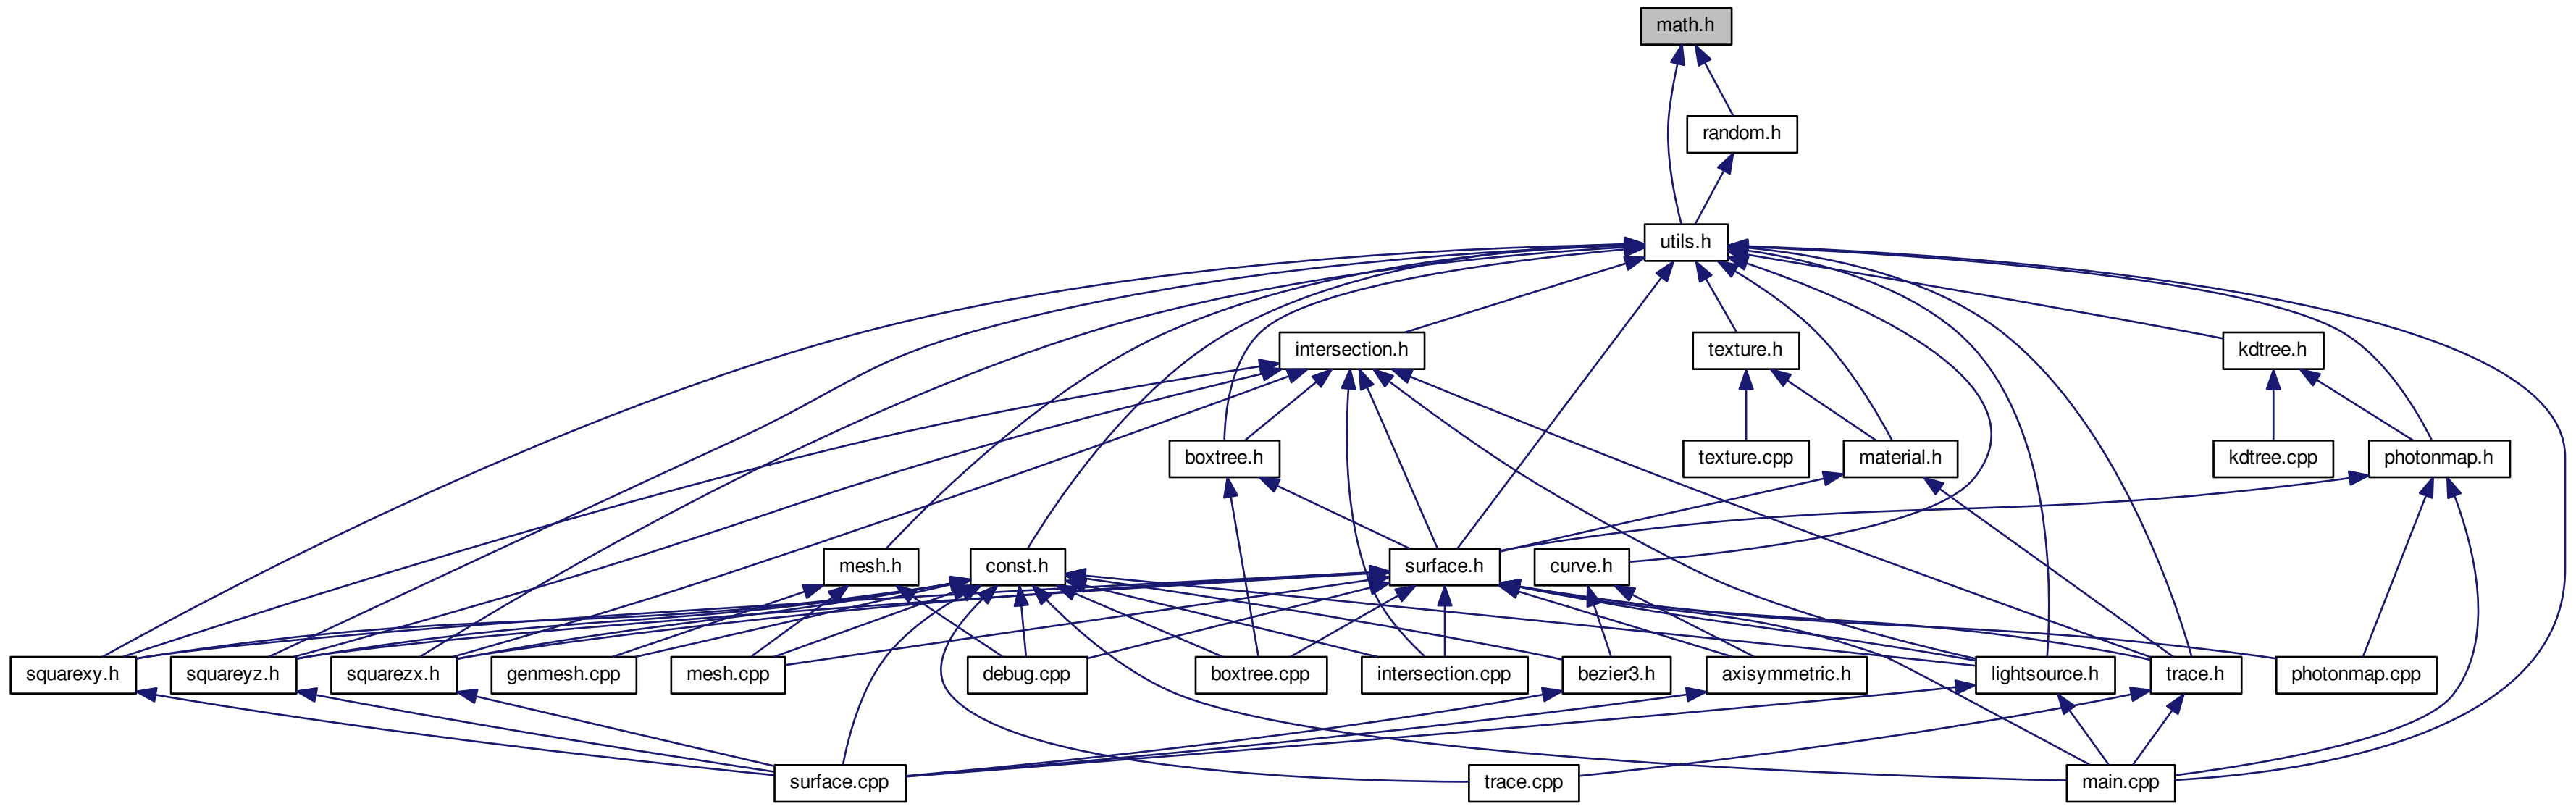 math.h
random.h
utils.h
intersection.h
texture.h
kdtree.h
boxtree.h
texture.cpp
material.h
kdtree.cpp
photonmap.h
mesh.h
const.h
surface.h
curve.h
squarexy.h
squareyz.h
squarezx.h
genmesh.cpp
mesh.cpp
debug.cpp
boxtree.cpp
intersection.cpp
bezier3.h
axisymmetric.h
lightsource.h
trace.h
photonmap.cpp
surface.cpp
trace.cpp
main.cpp